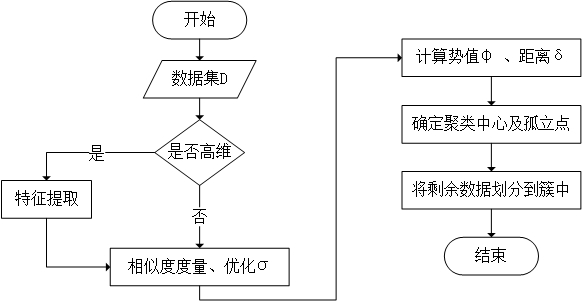 开始
数据集D
是否高维
是
特征提取
否
相似度度量、优化σ
计算势值φ 、距离δ
确定聚类中心及孤立点
将剩余数据划分到簇中
结束